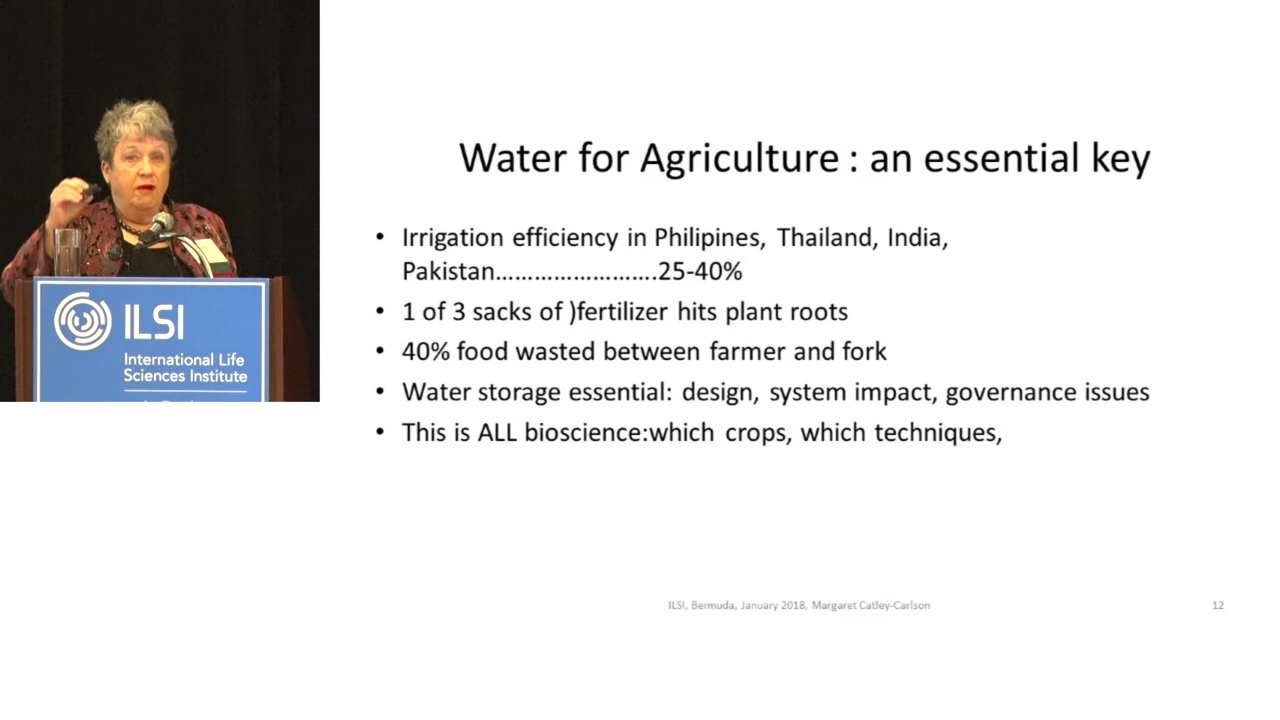 ILSI
International Life
Sciences Institute
Water for Agriculture : an essential key
• Irrigation efficiency in Philipines, Thailand, India,
Pakistan…………………….25-40%
• 1 of 3 sacks of )fertilizer hits plant roots
• 40% food wasted between farmer and fork
• Water storage essential: design, system impact, governance issues
• This is ALL bioscience:which crops, which techniques,
ILSI, Bermuda, January 2018, Margaret Catley-Carlson
12